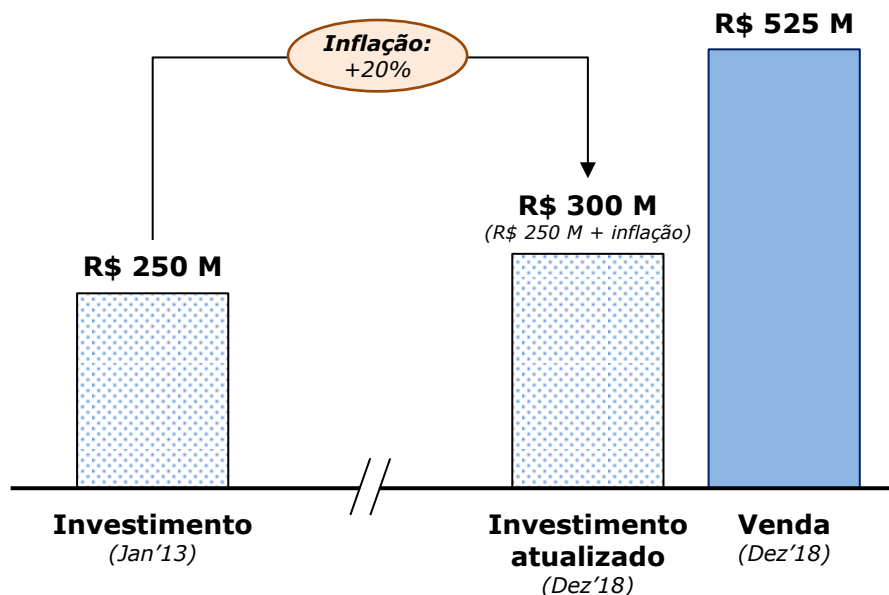 R$ 525 M
Inflação:
+20%
R$ 300 M
(R$ 250 M + inflação)
R$ 250 M
Investimento
(Jan’13)
Investimento
atualizado
(Dez’18)
Venda
(Dez’18)